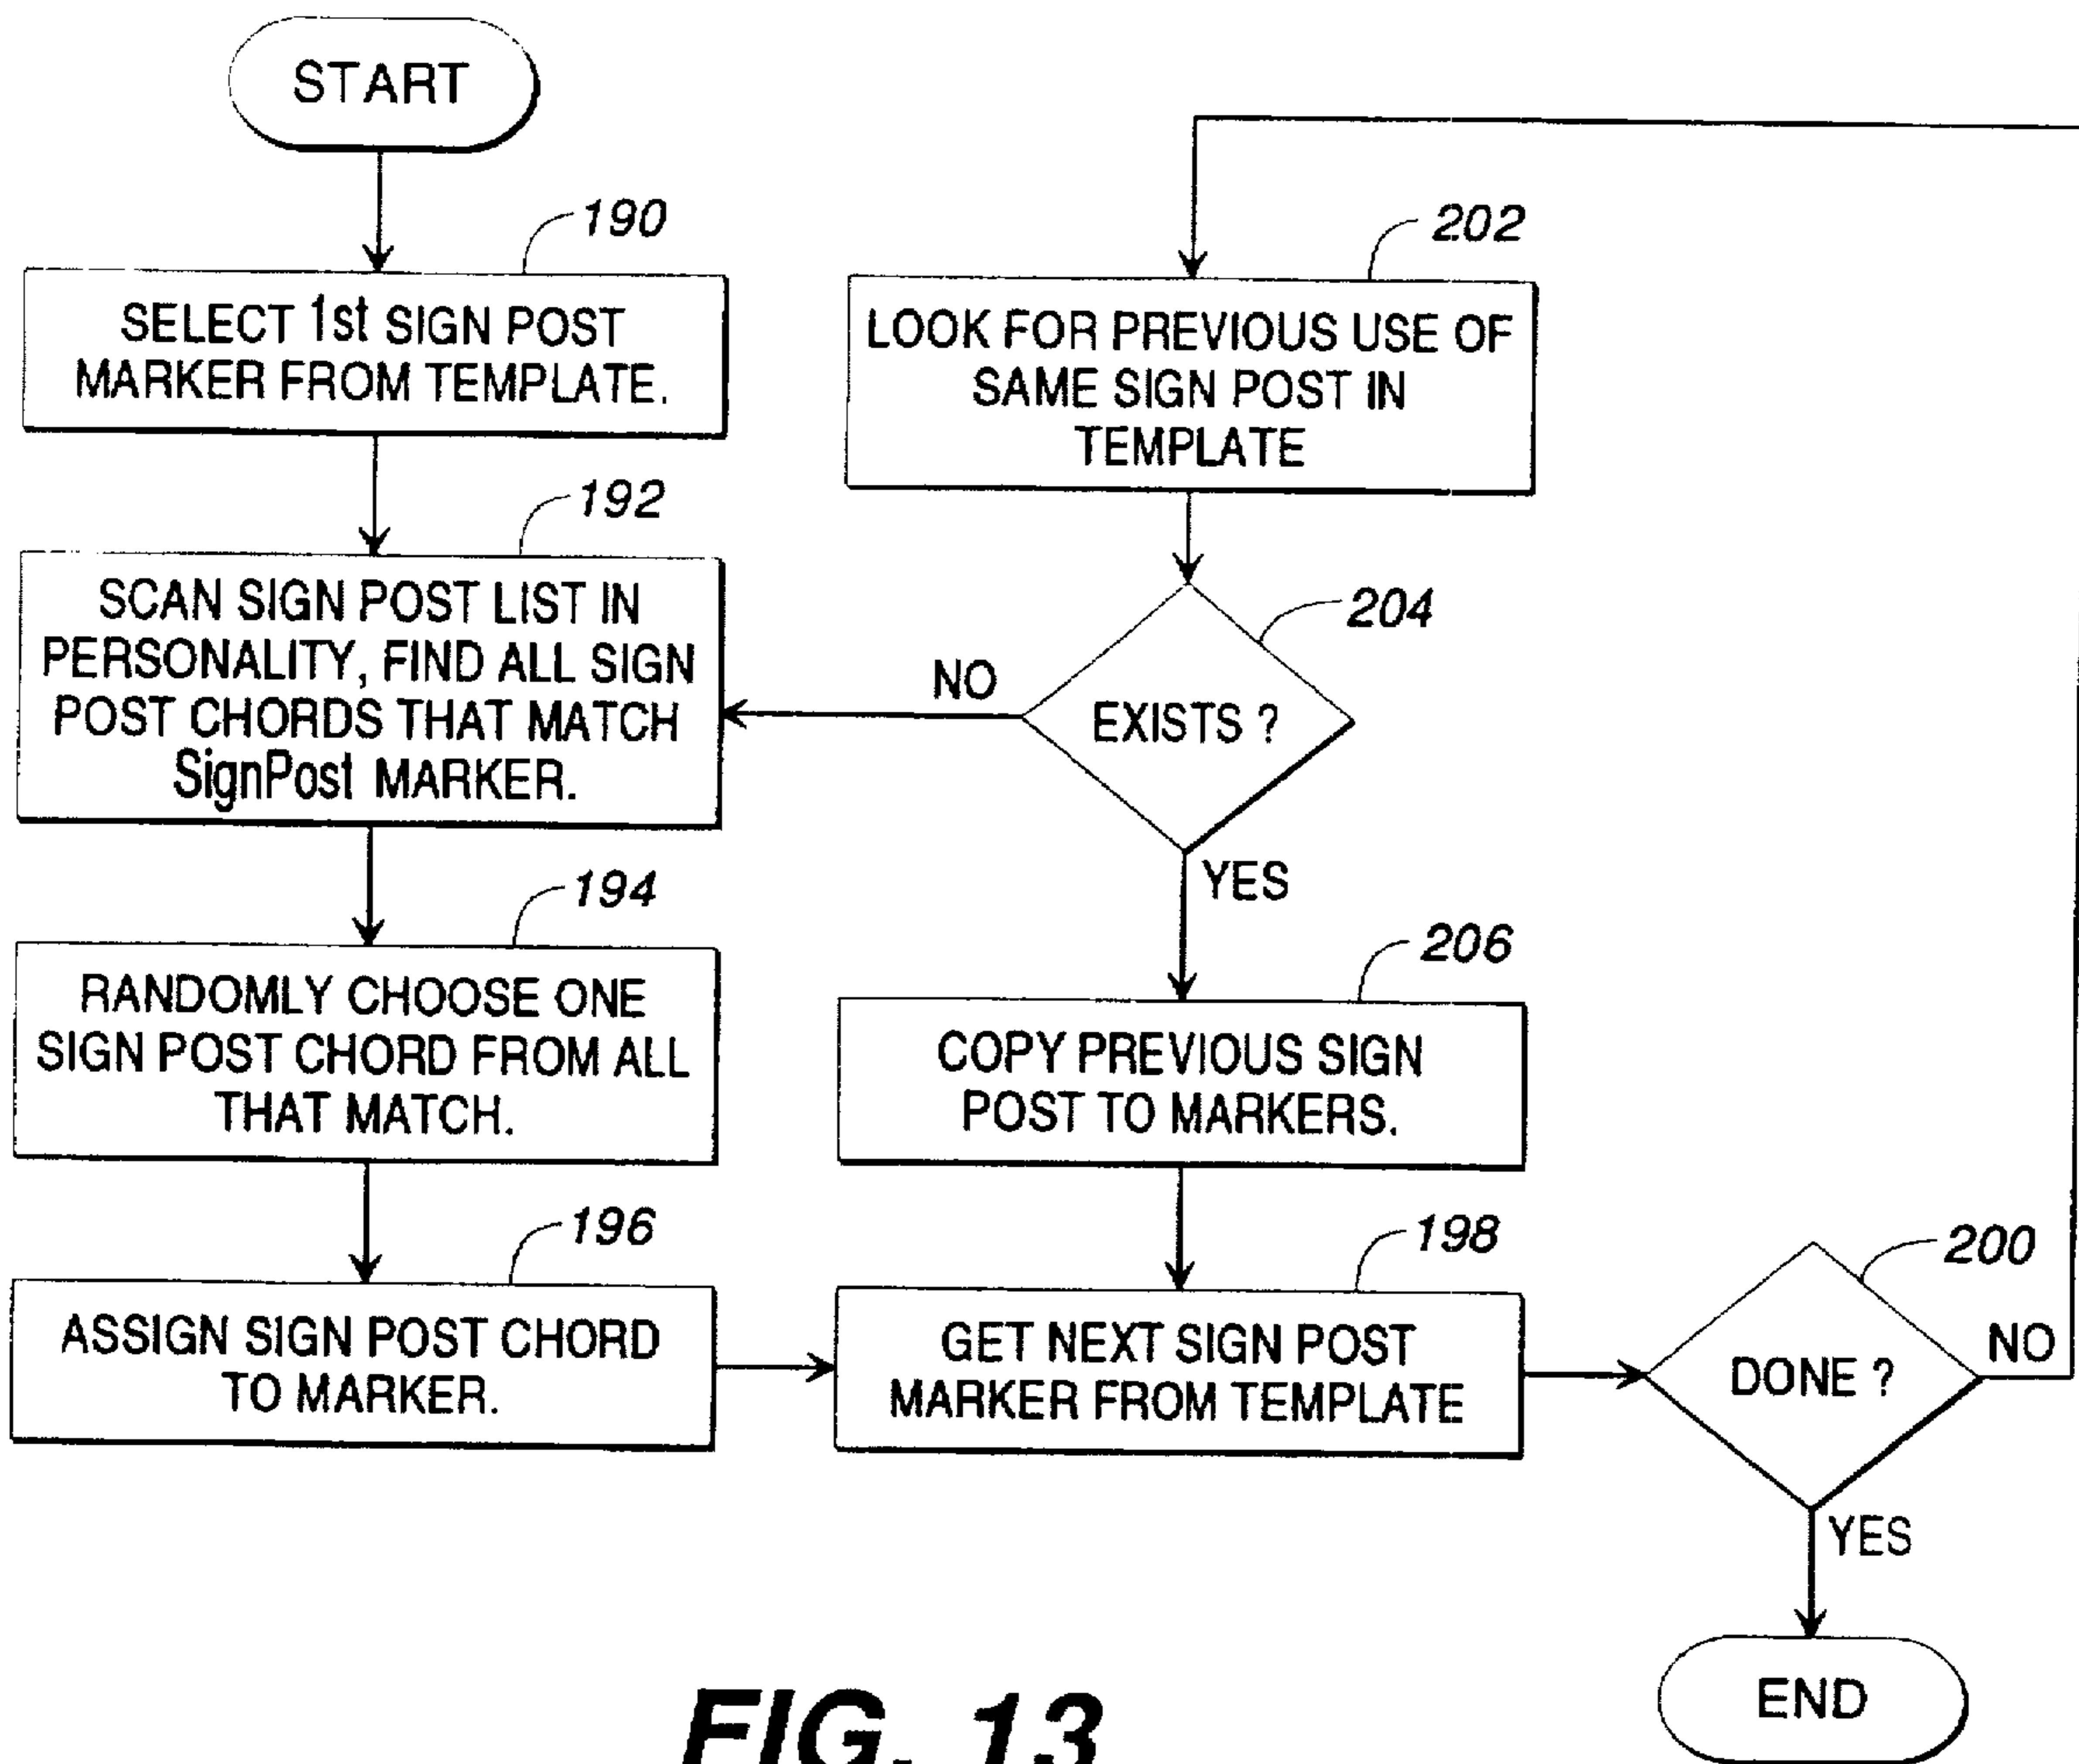 START
190
SELECT 1st SIGN POST
MARKER FROM TEMPLATE.
192
SCAN SIGN POST LIST IN
PERSONALITY, FIND ALL SIGN
POST CHORDS THAT MATCH
SignPost MARKER.
194
RANDOMLY CHOOSE ONE
SIGN POST CHORD FROM ALL
THAT MATCH.
196
ASSIGN SIGN POST CHORD
TO MARKER.
202
LOOK FOR PREVIOUS USE OF
SAME SIGN POST IN
TEMPLATE
204
EXISTS ?
NO
YES
206
COPY PREVIOUS SIGN
POST TO MARKERS.
198
GET NEXT SIGN POST
MARKER FROM TEMPLATE
200
DONE ?
NO
YES
END
FIG. 13